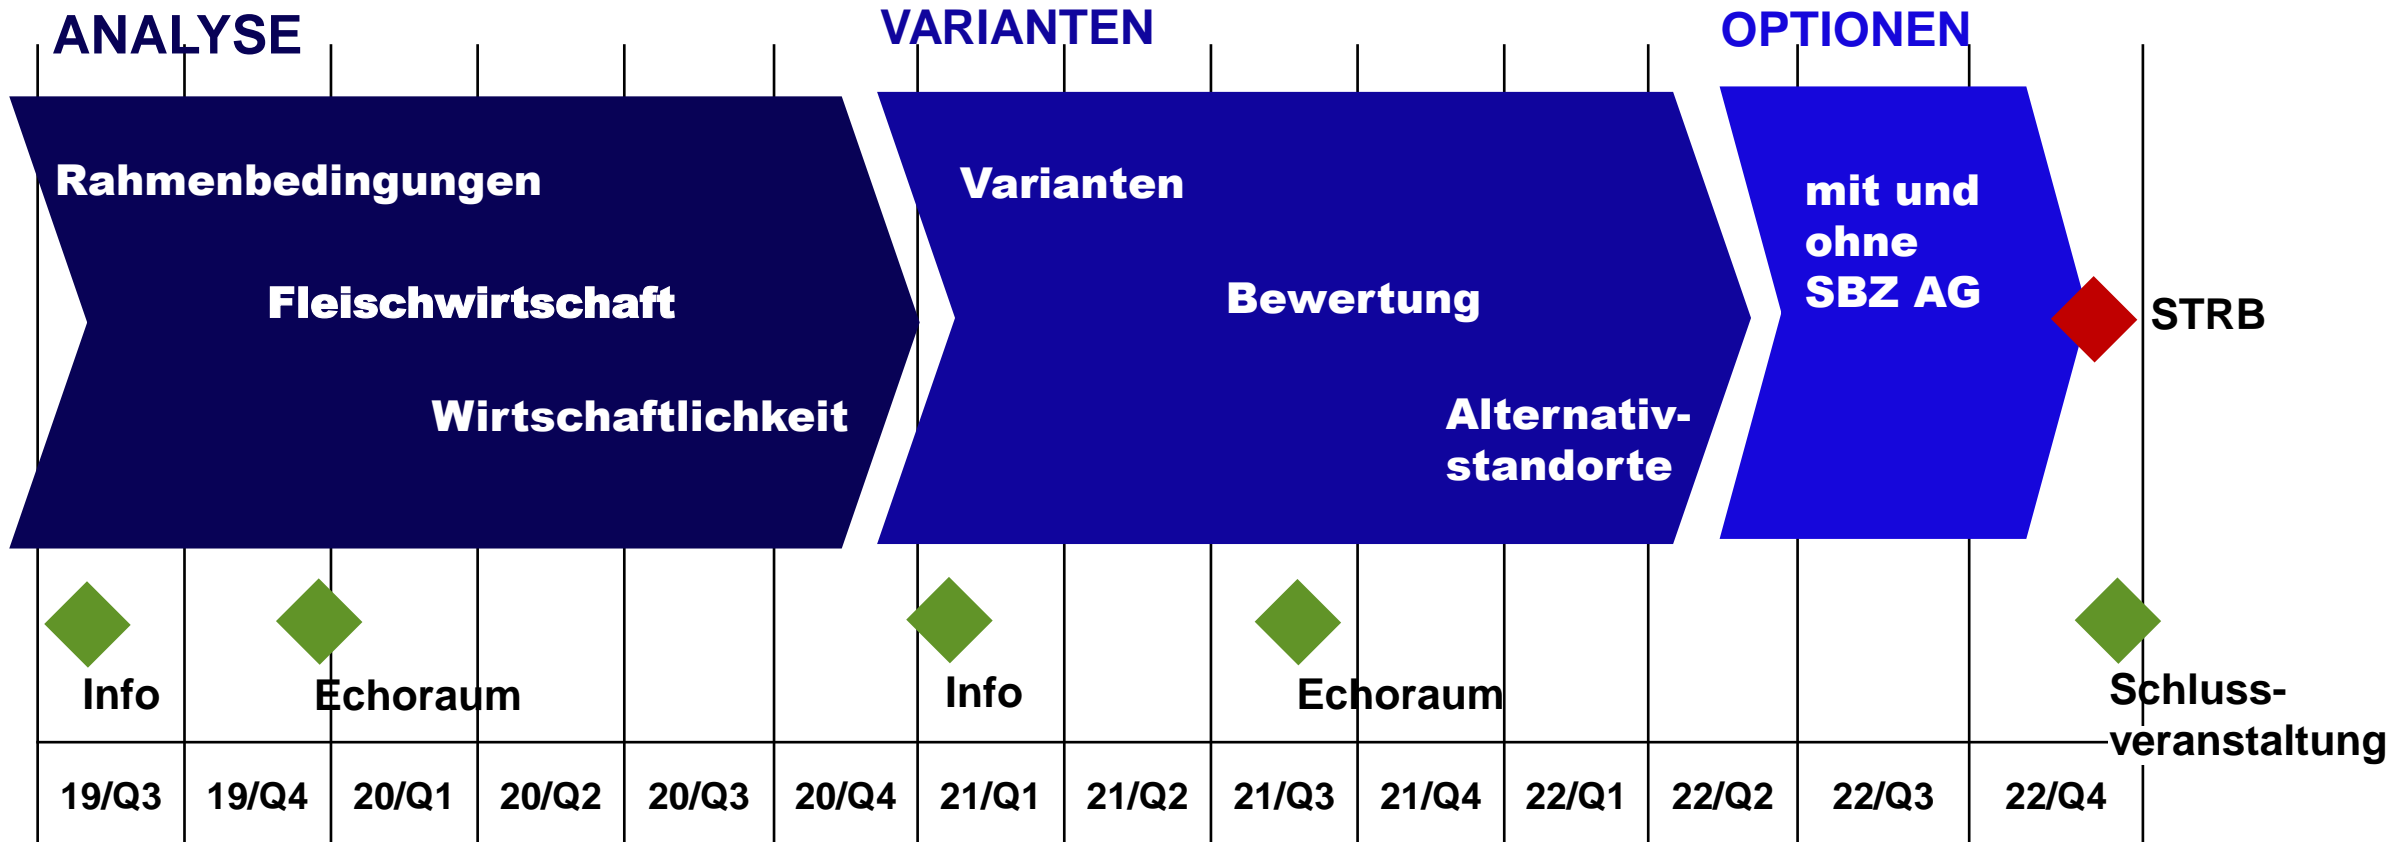 ANALYSE
VARIANTEN
OPTIONEN
Rahmenbedingungen
Fleischwirtschaft
Wirtschaftlichkeit
Varianten
Bewertung
Alternativ-
standorte
mit und
ohne
SBZ AG
STRB
Info
Echoraum
Info
Echoraum
Schluss-
veranstaltung
19/Q3 19/Q4 20/Q1 20/Q2 20/Q3 20/Q4 21/Q1 21/Q2 21/Q3 21/Q4 22/Q1 22/Q2 22/Q3 22/Q4